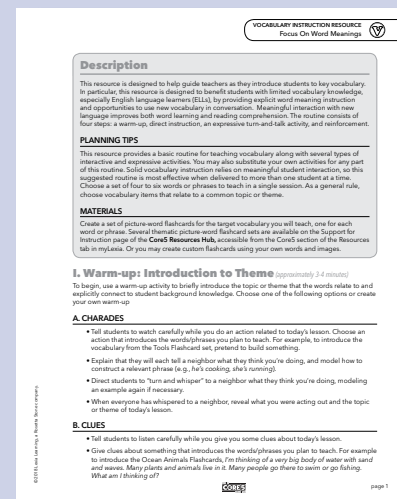 VOCABULARY INSTRUCTION RESOURCE
Focus On Word Meanings
Description
This resource is designed to help guide teachers as they introduce students to key vocabulary.
In particular, this resource is designed to benefit students with limited vocabulary knowledge,
especially English language learners (ELLs), by providing explicit word meaning instruction
and opportunities to use new vocabulary in conversation. Meaningful interaction with new
language improves both word learning and reading comprehension. The routine consists of
four steps: a warm-up, direct instruction, an expressive turn-and-talk activity, and reinforcement.
PLANNING TIPS
This resource provides a basic routine for teaching vocabulary along with several types of
interactive and expressive activities. You may also substitute your own activities for any part
of this routine. Solid vocabulary instruction relies on meaningful student interaction, so this
suggested routine is most effective when delivered to more than one student at a time.
Choose a set of four to six words or phrases to teach in a single session. As a general rule,
choose vocabulary items that relate to a common topic or theme.
MATERIALS
Create a set of picture-word flashcards for the target vocabulary you will teach, one for each
word or phrase. Several thematic picture-word flashcard sets are available on the Support for
Instruction page of the Core5 Resources Hub, accessible from the Core5 section of the Resources
tab in myLexia. Or you may create custom flashcards using your own words and images.
I. Warm-up: Introduction to Theme (approximately 3-4 minutes)
To begin, use a warm-up activity to briefly introduce the topic or theme that the words relate to and
explicitly connect to student background knowledge. Choose one of the following options or create
your own warm-up
A. CHARADES
• Tell students to watch carefully while you do an action related to today's lesson. Choose an
action that introduces the words/phrases you plan to teach. For example, to introduce the
vocabulary from the Tools Flashcard set, pretend to build something.
• Explain that they will each tell a neighbor what they think you're doing, and model how to
construct a relevant phrase (e.g., he's cooking, she's running).
• Direct students to "turn and whisper" to a neighbor what they think you're doing, modeling
an example again if necessary.
• When everyone has whispered to a neighbor, reveal what you were acting out and the topic
or theme of today's lesson.
B. CLUES
• Tell students to listen carefully while you give you some clues about today's lesson.
• Give clues about something that introduces the words/phrases you plan to teach. For example
to introduce the Ocean Animals Flashcards, I'm thinking of a very big body of water with sand
and waves. Many plants and animals live in it. Many people go there to swim or go fishing.
What am I thinking of?
CORE5
page 1